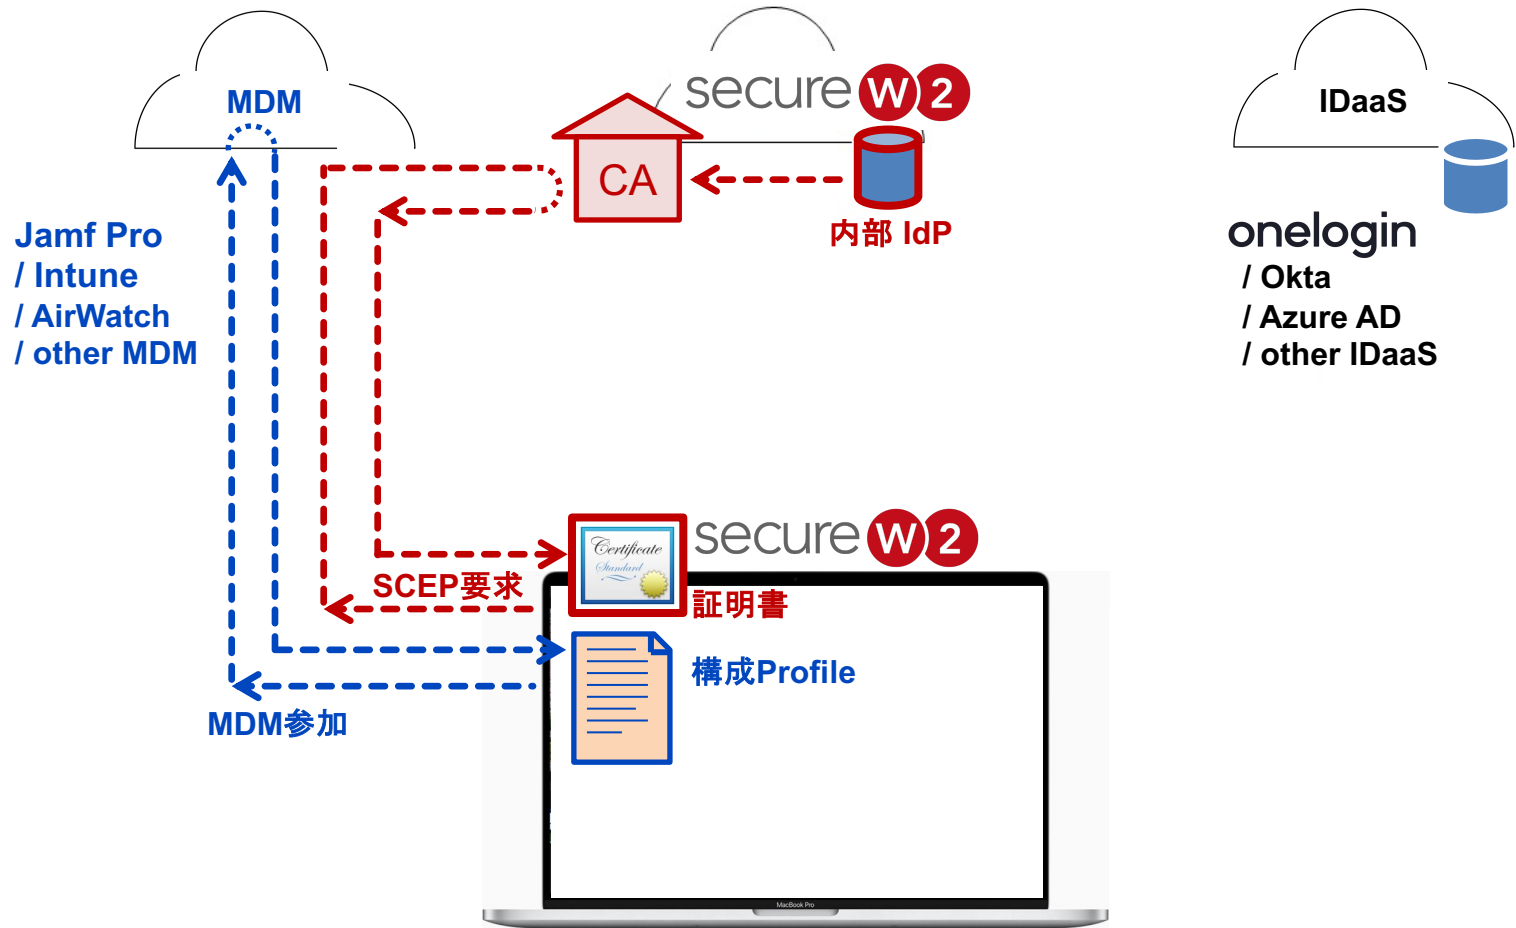 MDM
Jamf Pro
/ Intune
/ AirWatch
/ other MDM
secure W2
CA
内部 IdP
IDaaS
onelogin
/ Okta
/ Azure AD
/ other IDaaS
secure W2
Certificate
Standard
SCEP要求
証明書
構成Profile
MDM参加
MacBook Pro